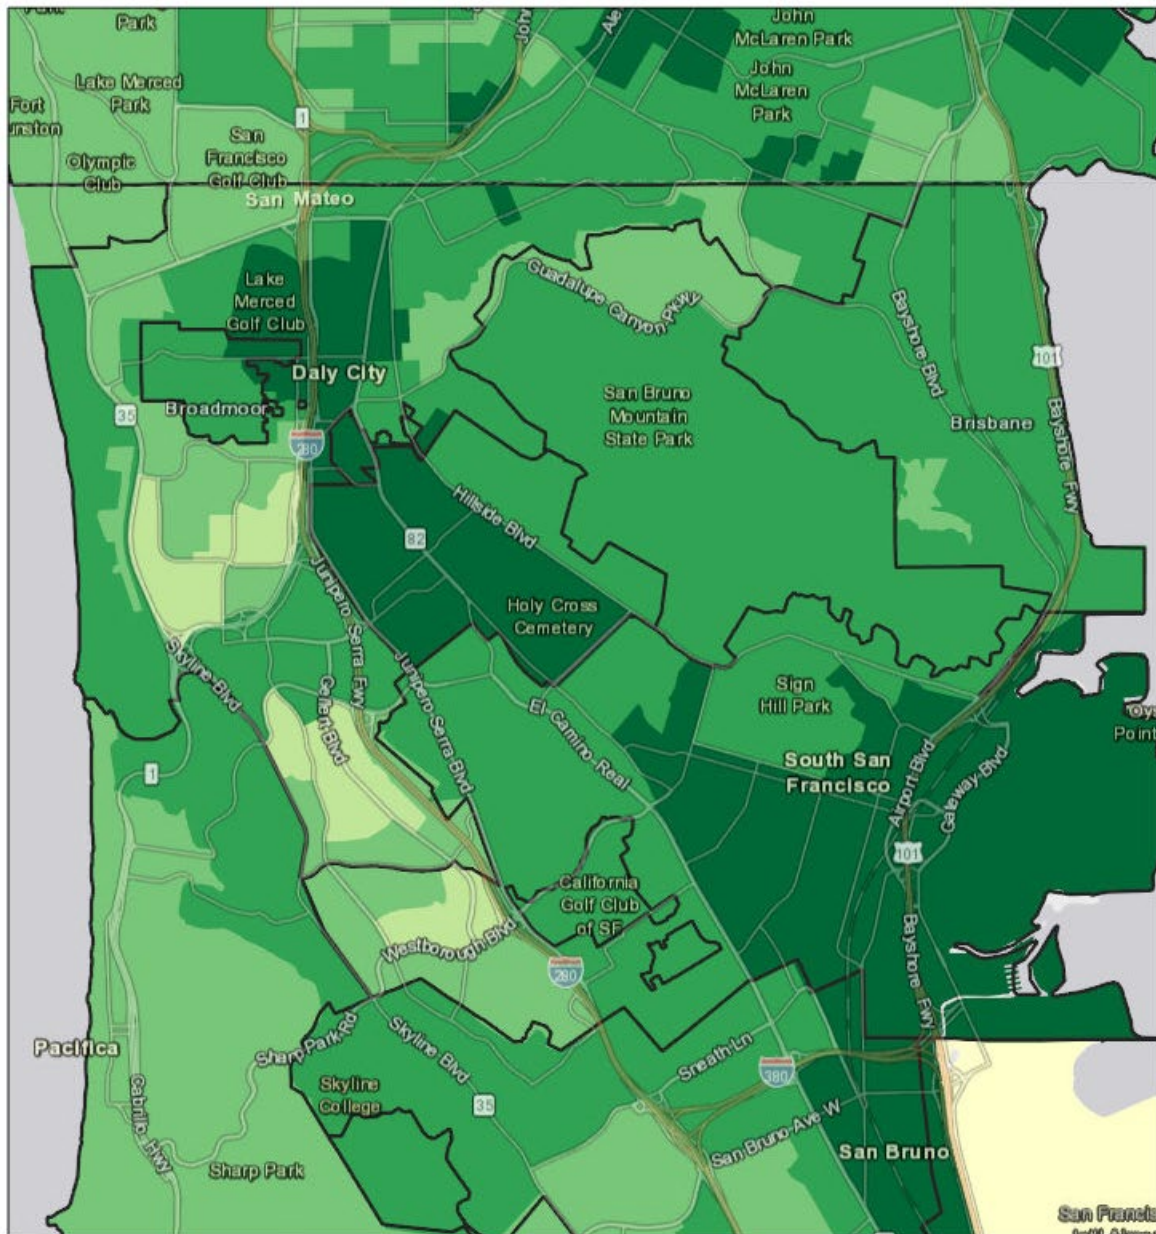 Park
Park
John
McLaren Park
Lake Merced
Park
John
McLaren
Park
Fort
1
San
Francisco
Golf Club
Olympic
Club
San Mateo
Guadalupe Canyon Pkwy
Lake
Merced
Golf Club
Bayshore Blvd
101
Daly City
Broadmoor
35
San Bruno
Mountain
State Park
Brisbane
Bayshore Fwy
280
Hillside Blvd
82
Holy Cross
Cemetery
Junipero Serra Fwy
Junipero Serra Blvd
Skyline Blvd
Gellert Blvd
Sign
Hill Park
El Camino Real
1
South San
Francisco
Airport Blvd
Gateway Blvd
Point
101
California
Golf Club
of SF
Westborough Blvd
280
Bayshore Fwy
Pacifica
Sharp Park Rd
Skyline Blvd
Sneath Ln
380
Skyline
College
35
Cabrillo Hwy
San Bruno Ave W
San Bruno
Sharp Park
San Francis